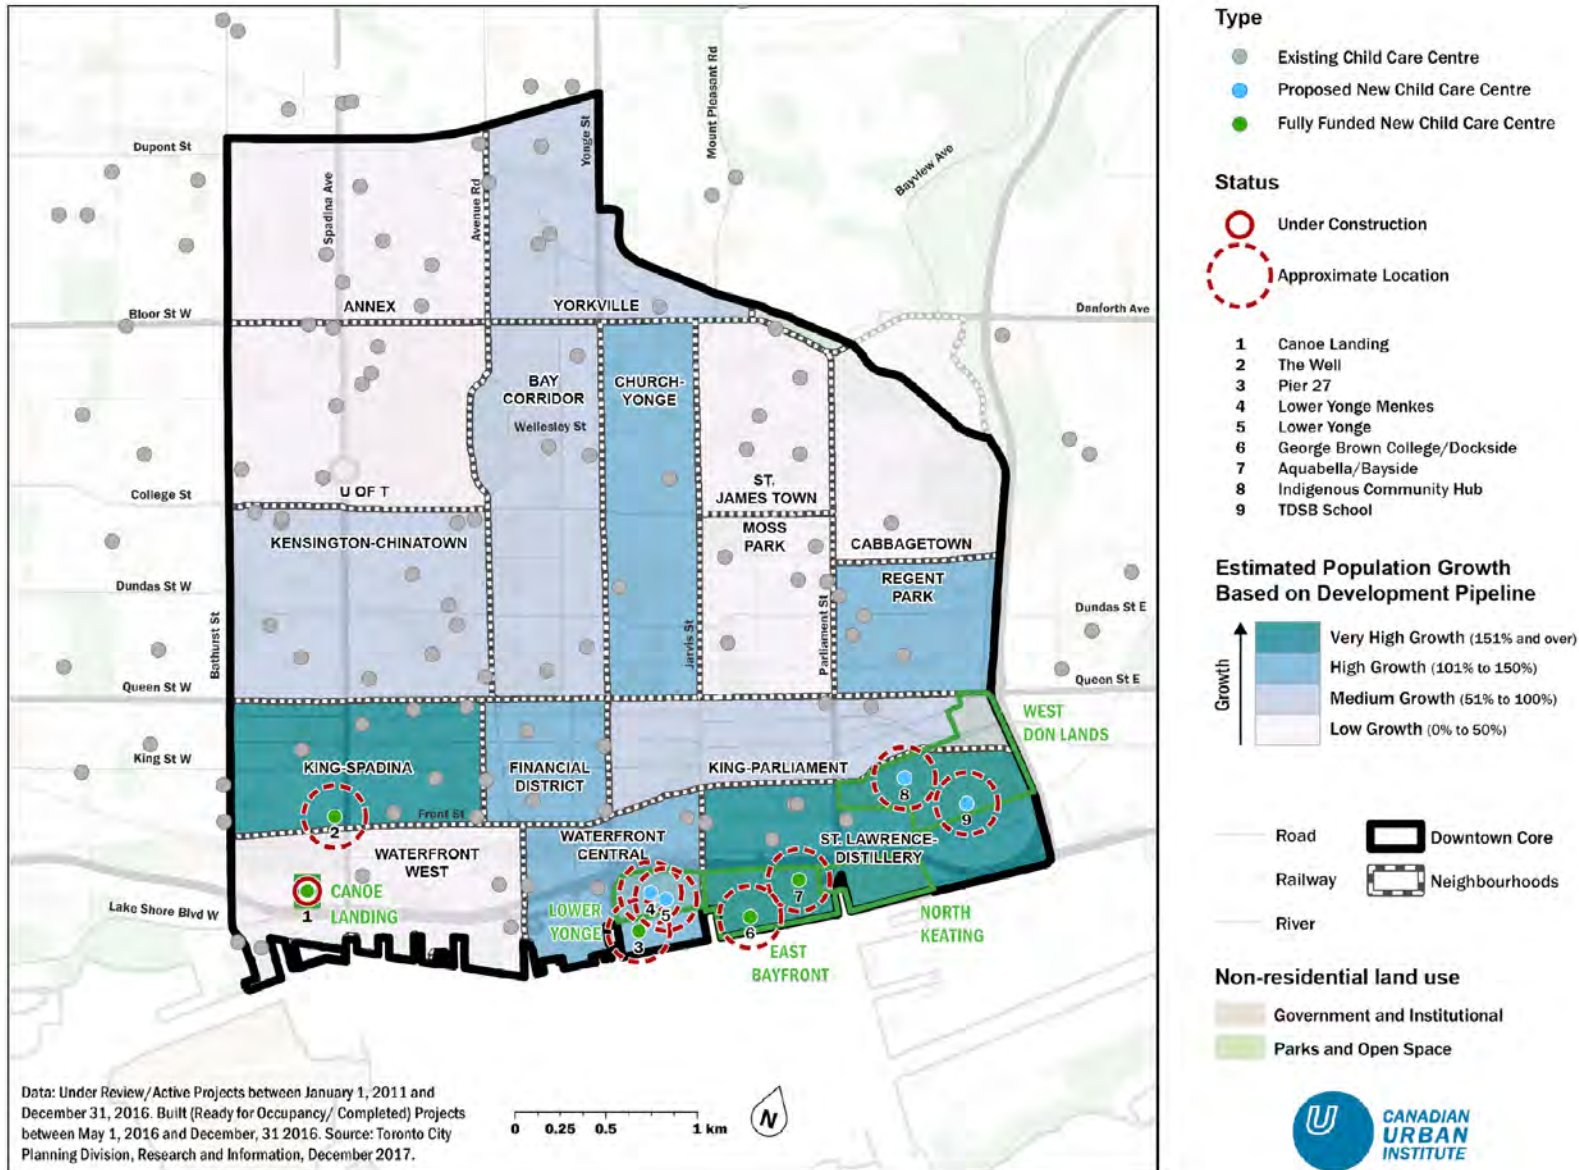 Dupont St
Spadina Ave
Avenue Rd
Yonge St
Mount Pleasant Rd
Bayview Ave
ANNEX
YORKVILLE
Bloor St W
Danforth Ave
BAY
CORRIDOR
CHURCH-
YONGE
Wellesley St
ST.
JAMES TOWN
College St
U OF T
MOSS
PARK
KENSINGTON-CHINATOWN
CABBAGETOWN
REGENT
PARK
Dundas St W
Dundas St E
Bathurst St
Jarvis St
Parliament St
Queen St W
Queen St E
WEST
DON LANDS
King St W
KING-SPADINA
FINANCIAL
DISTRICT
KING-PARLIAMENT
8
9
2
Front St
WATERFRONT
CENTRAL
ST. LAWRENCE-
DISTILLERY
WATERFRONT
WEST
CANOE
LANDING
1
Lake Shore Blvd W
LOWER
YONGE
4
5
3
6
7
NORTH
KEATING
EAST
BAYFRONT
Data: Under Review/Active Projects between January 1, 2011 and
December 31, 2016. Built (Ready for Occupancy/ Completed) Projects
between May 1, 2016 and December, 31 2016. Source: Toronto City
Planning Division, Research and Information, December 2017.
0 0.25 0.5 1 km
N
Type
Existing Child Care Centre
Proposed New Child Care Centre
Fully Funded New Child Care Centre
Status
Under Construction
Approximate Location
1 Canoe Landing
2 The Well
3 Pier 27
4 Lower Yonge Menkes
5 Lower Yonge
6 George Brown College/Dockside
7 Aquabella/Bayside
8 Indigenous Community Hub
9 TDSB School
Estimated Population Growth
Based on Development Pipeline
Growth
Very High Growth (151% and over)
High Growth (101% to 150%)
Medium Growth (51% to 100%)
Low Growth (0% to 50%)
Road
Downtown Core
Railway
Neighbourhoods
River
Non-residential land use
Government and Institutional
Parks and Open Space
U
CANADIAN
URBAN
INSTITUTE